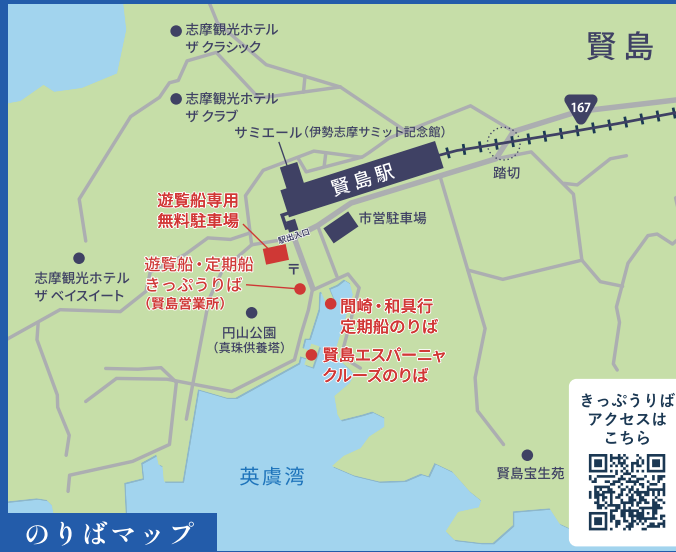 志摩観光ホテル
ザ クラシック
賢島
志摩観光ホテル
ザ クラブ
167
サミエール（伊勢志摩サミット記念館）
賢島駅
踏切
遊覧船専用
無料駐車場
市営駐車場
駅出入口
遊覧船・定期船
きっぷうりば
（賢島営業所）
〒
志摩観光ホテル
ザ ベイスイート
間崎・和具行
定期船のりば
円山公園
（真珠供養塔）
賢島エスパーニャ
クルーズのりば
きっぷうりば
アクセスは
こちら
英虞湾
賢島宝生苑
のりばマップ